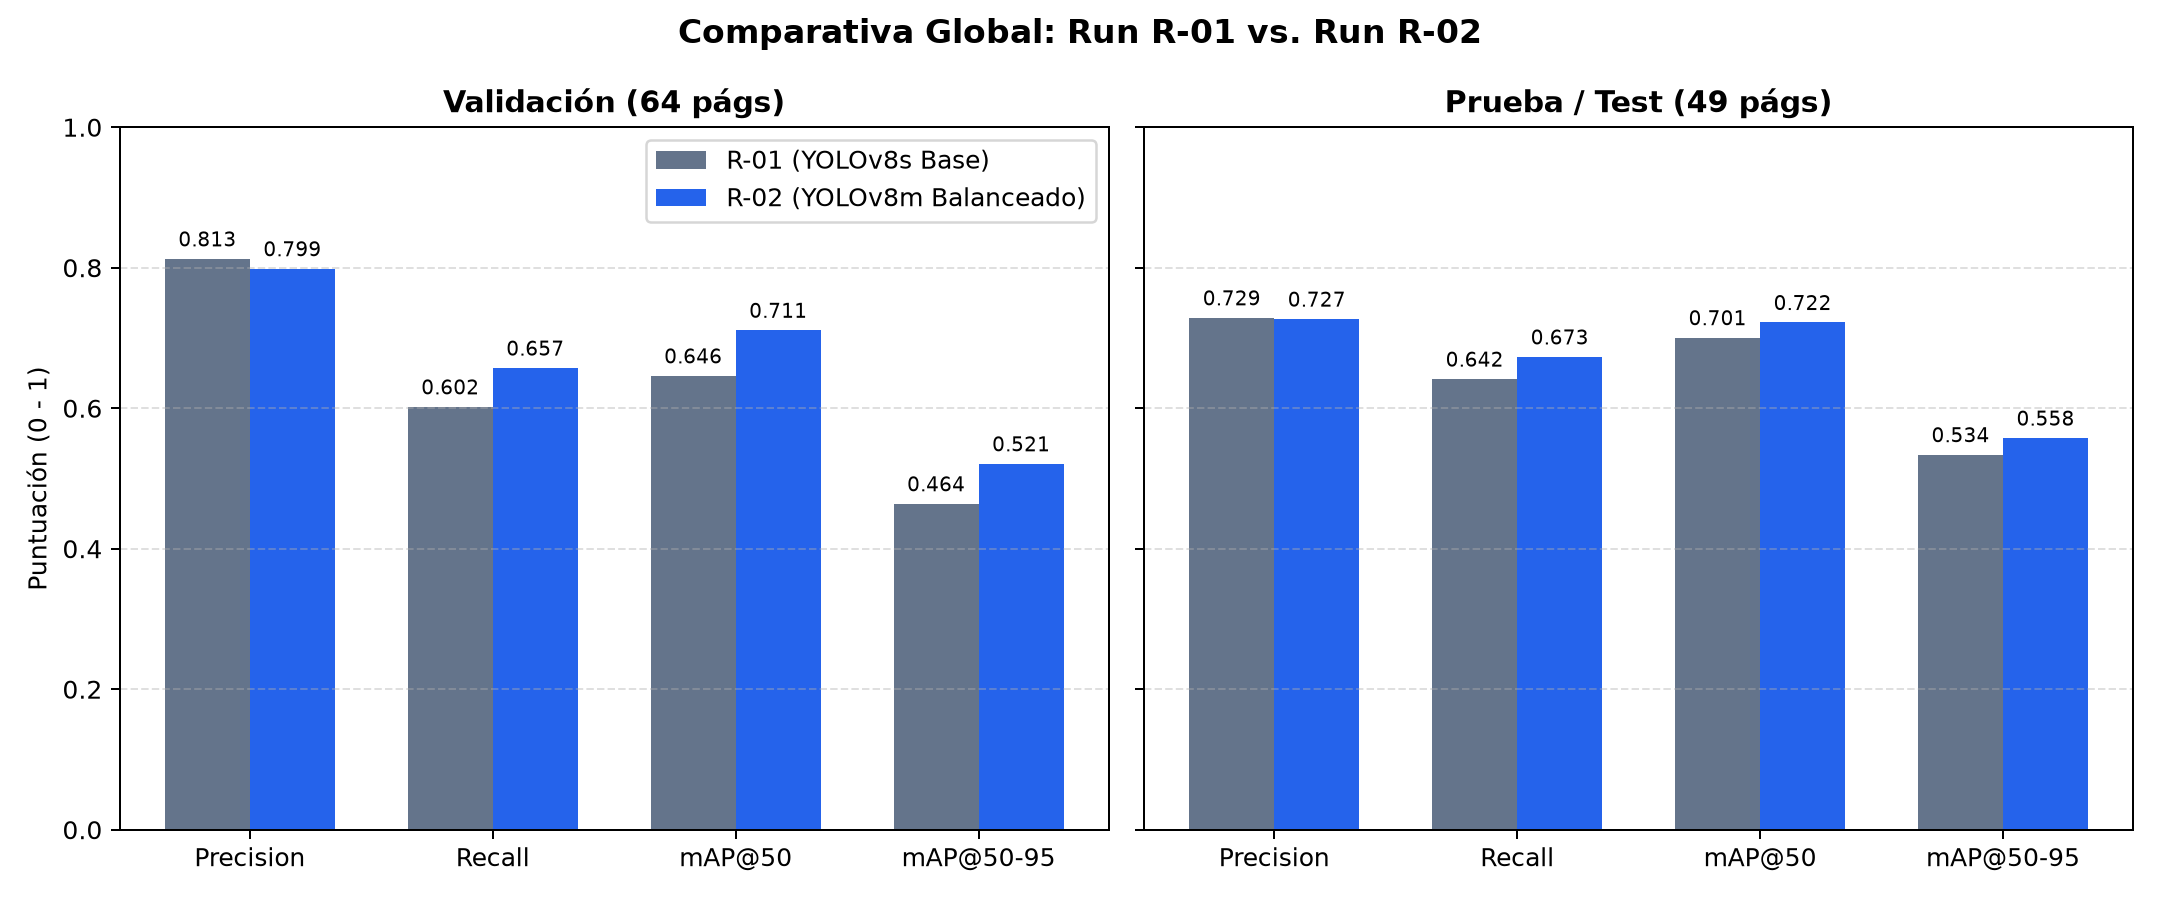 Comparativa Global: Run R-01 vs. Run R-02
Validación (64 págs)
Puntuación (0 - 1)
1.0
0.8
0.6
0.4
0.2
0.0
R-01 (YOLOv8s Base)
R-02 (YOLOv8m Balanceado)
0.813
0.799
0.602
0.657
0.646
0.711
0.464
0.521
Precision
Recall
mAP@50
mAP@50-95
Prueba / Test (49 págs)
0.729
0.727
0.642
0.673
0.701
0.722
0.534
0.558
Precision
Recall
mAP@50
mAP@50-95